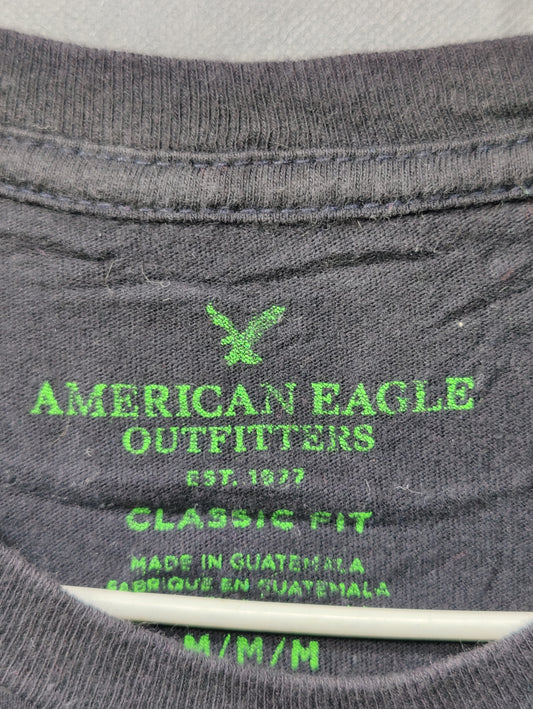 AMERICAN EAGLE
OUTFITTERS
EST. 1977
CLASSIC FIT
MADE IN GUATEMALA
FABRIQUE EN GUATEMALA
M/M/M